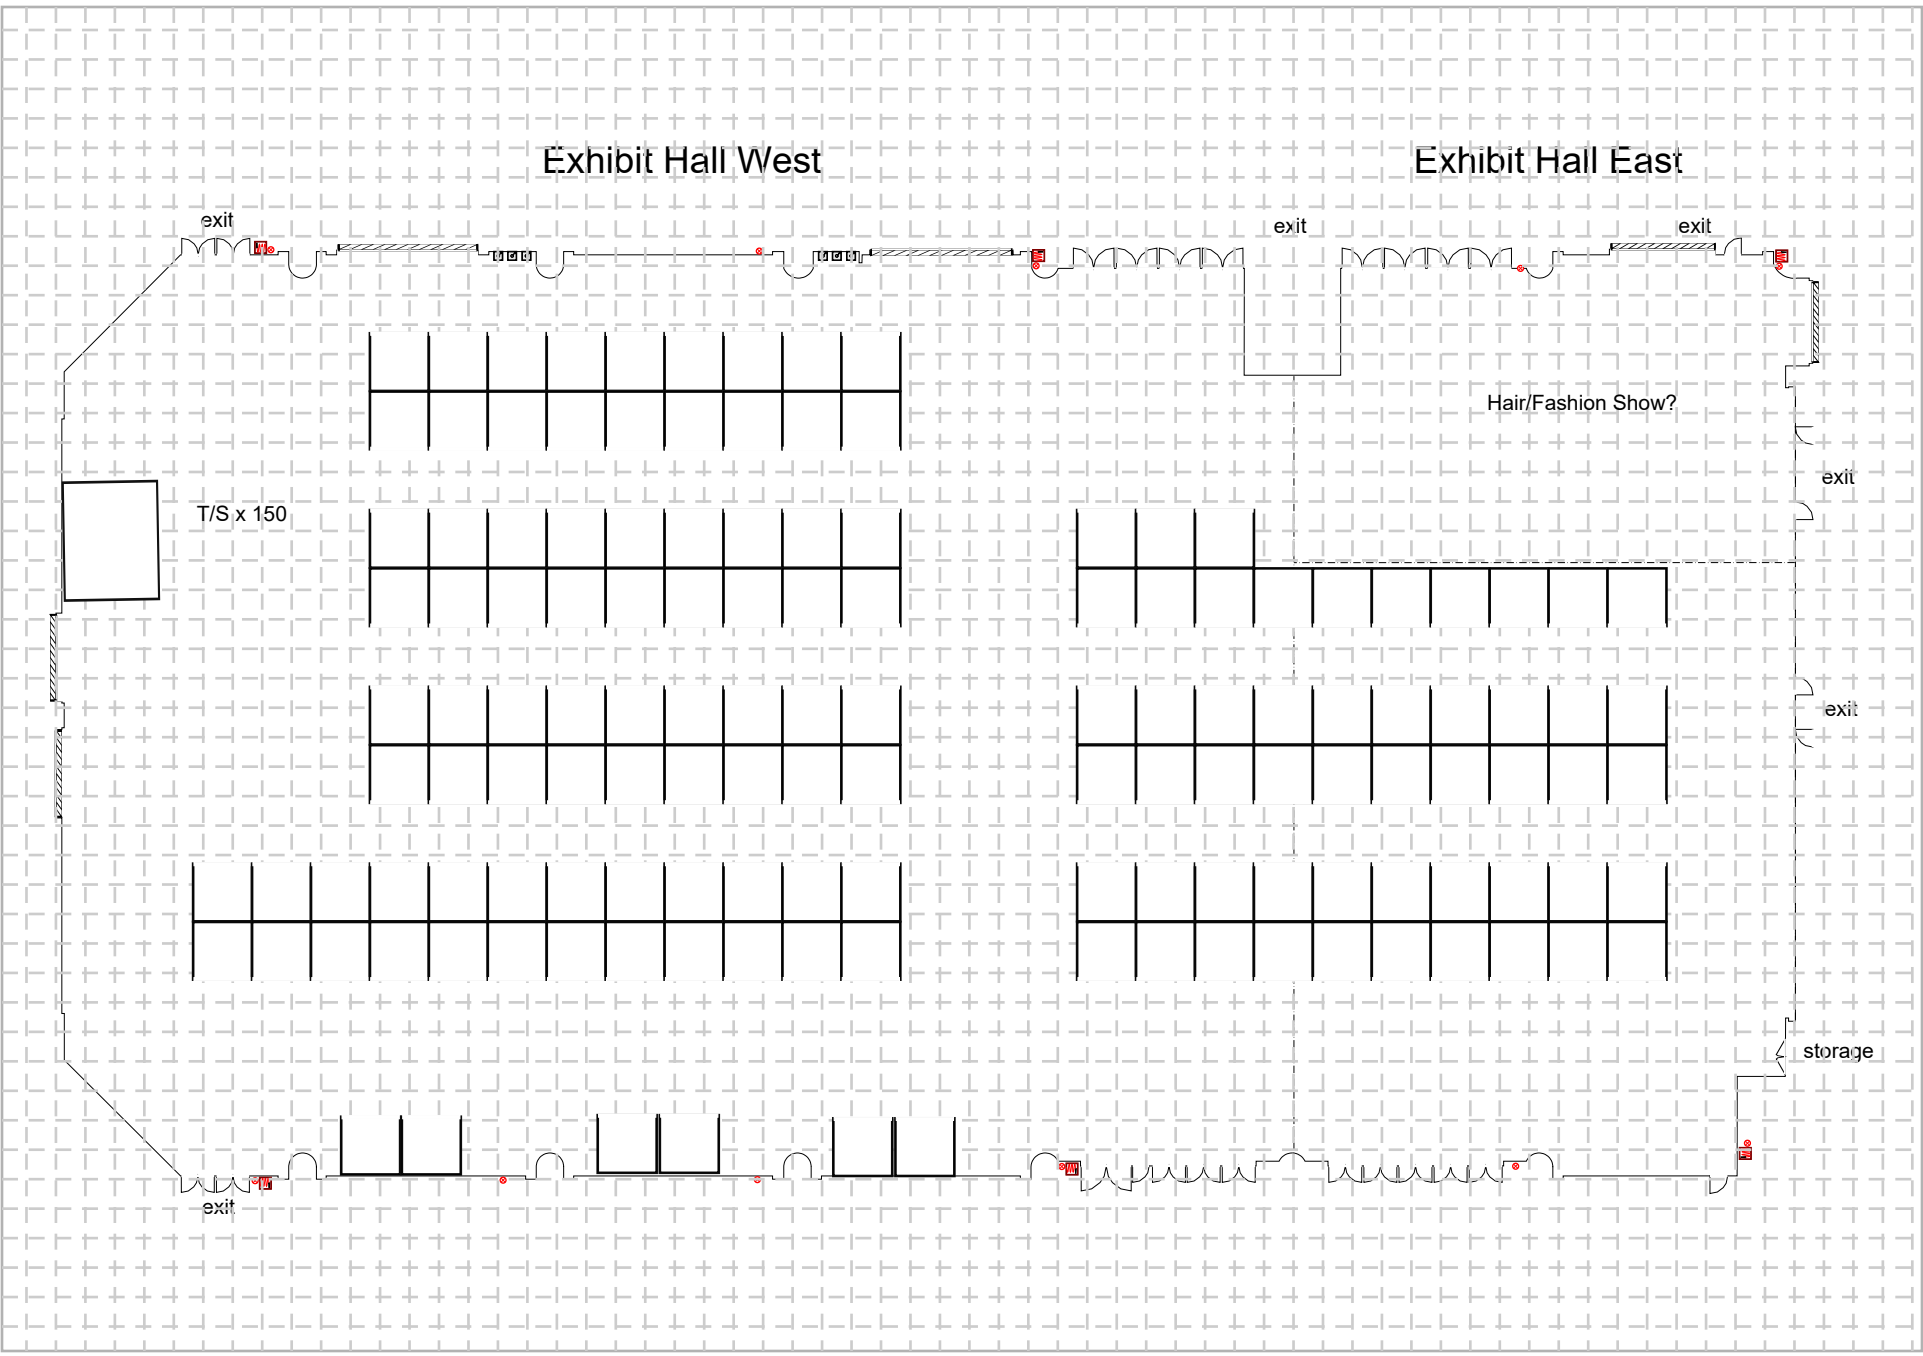 Exhibit Hall West
Exhibit Hall East
exit
exit
exit
Hair/Fashion Show?
exit
T/S x 150
exit
storage
exit